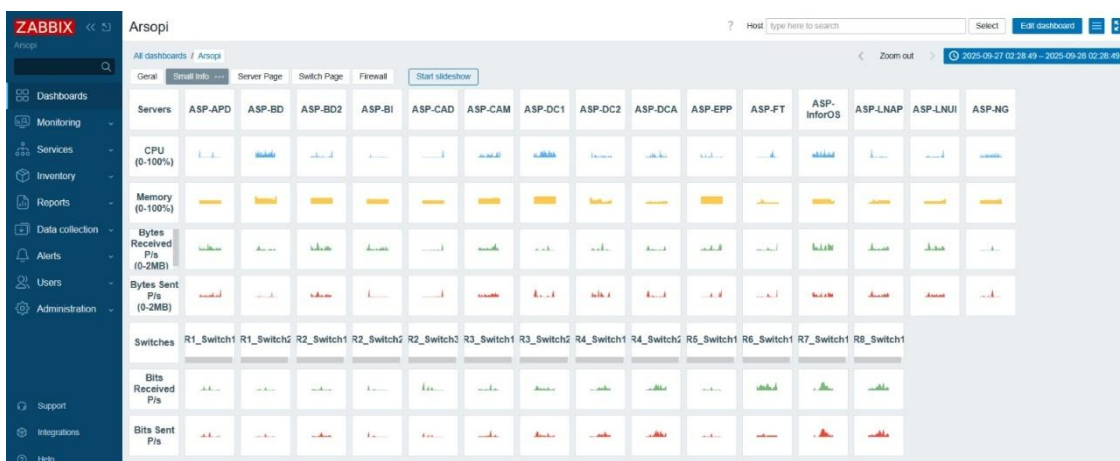 ZABBIX
Arsopi
Arsopi
? Host type here to search Select Edit dashboard
All dashboards / Arsopi
Zoom out
2025-09-27 02:28:49 – 2025-09-28 02:28:49
Geral Small Info Server Page Switch Page Firewall Start slideshow
Dashboards
Monitoring
Services
Inventory
Reports
Data collection
Alerts
Users
Administration
Support
Integrations
Help
Servers ASP-APD ASP-BD ASP-BD2 ASP-BI ASP-CAD ASP-CAM ASP-DC1 ASP-DC2 ASP-DCA ASP-EPP ASP-FT ASP-InforOS ASP-LNAP ASP-LNUI ASP-NG
CPU
(0-100%)
Memory
(0-100%)
Bytes
Received
P/s
(0-2MB)
Bytes Sent
P/s
(0-2MB)
Switches R1_Switch1 R1_Switch2 R2_Switch1 R2_Switch2 R2_Switch3 R3_Switch1 R3_Switch2 R4_Switch1 R4_Switch2 R5_Switch1 R6_Switch1 R7_Switch1 R8_Switch1
Bits
Received
P/s
Bits Sent
P/s